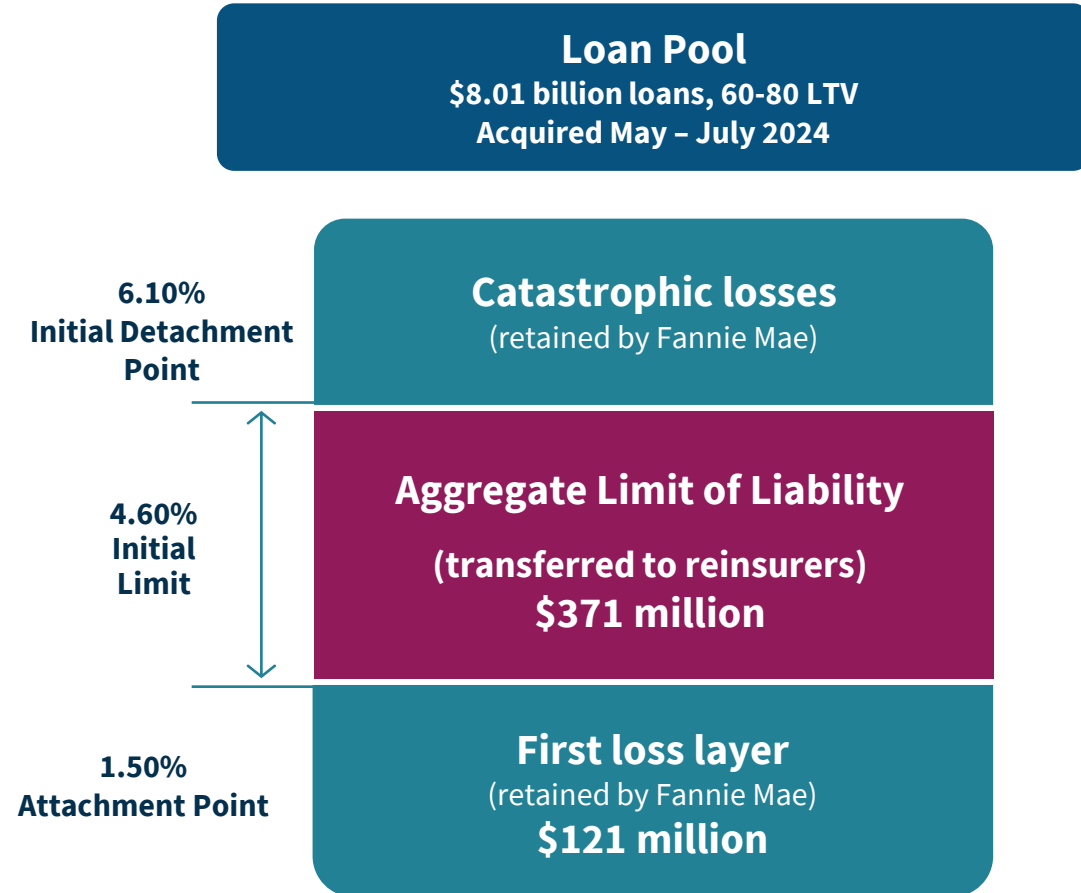 Loan Pool
$8.01 billion loans, 60-80 LTV
Acquired May – July 2024
6.10%
Initial Detachment
Point
Catastrophic losses
(retained by Fannie Mae)
4.60%
Initial
Limit
Aggregate Limit of Liability
(transferred to reinsurers)
$371 million
1.50%
Attachment Point
First loss layer
(retained by Fannie Mae)
$121 million